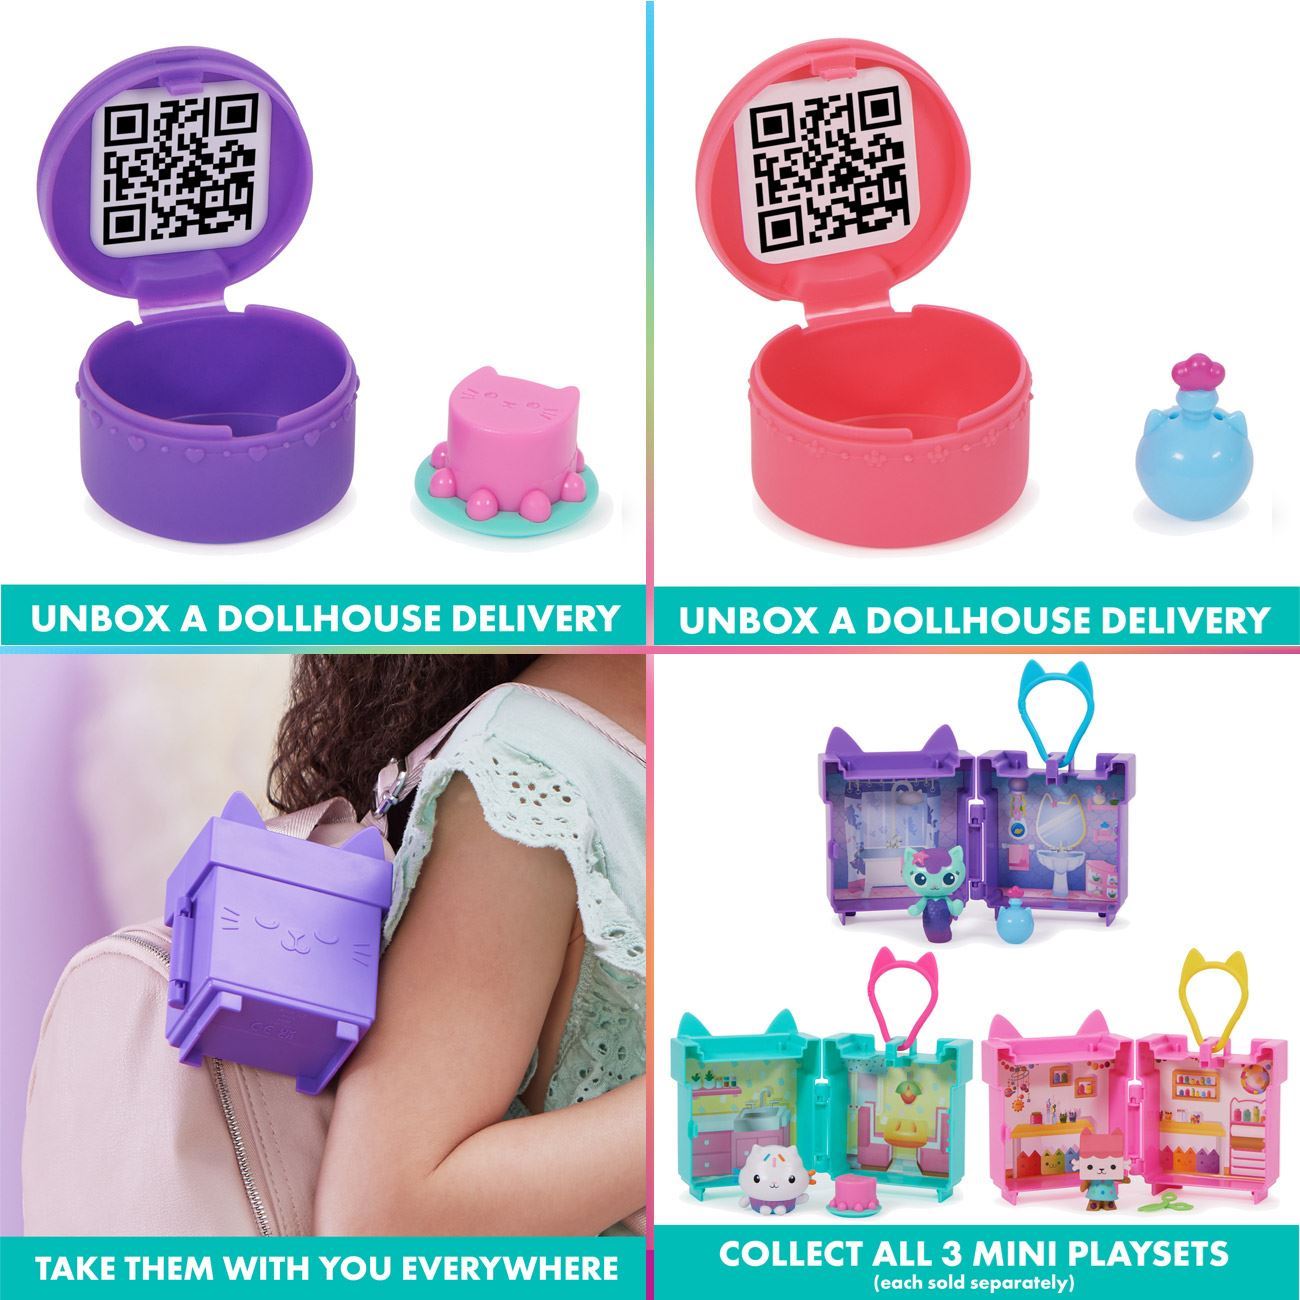 UNBOX A DOLLHOUSE DELIVERY
UNBOX A DOLLHOUSE DELIVERY
TAKE THEM WITH YOU EVERYWHERE
COLLECT ALL 3 MINI PLAYSETS
(each sold separately)